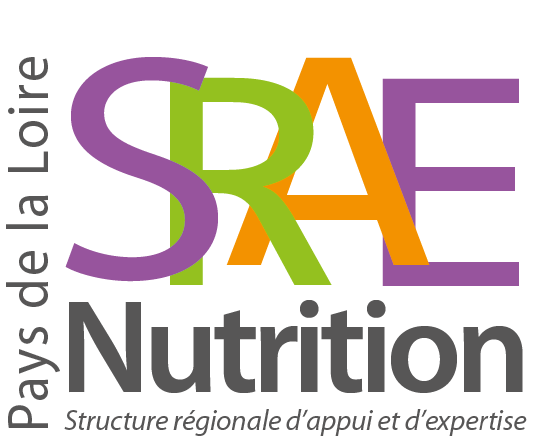 Pays de la Loire
SRAE
Nutrition
Structure régionale d'appui et d'expertise